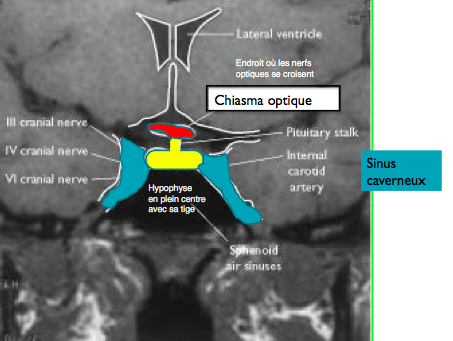 Lateral ventricle
Endroit où les nerfs
optiques se croisent
Chiasma optique
III cranial nerve
IV cranial nerve
VI cranial nerve
Pituitary stalk
Internal
carotid
artery
Sinus
caverneux
Hypophyse
en plein centre
avec sa tige
Sphenoid
air sinuses